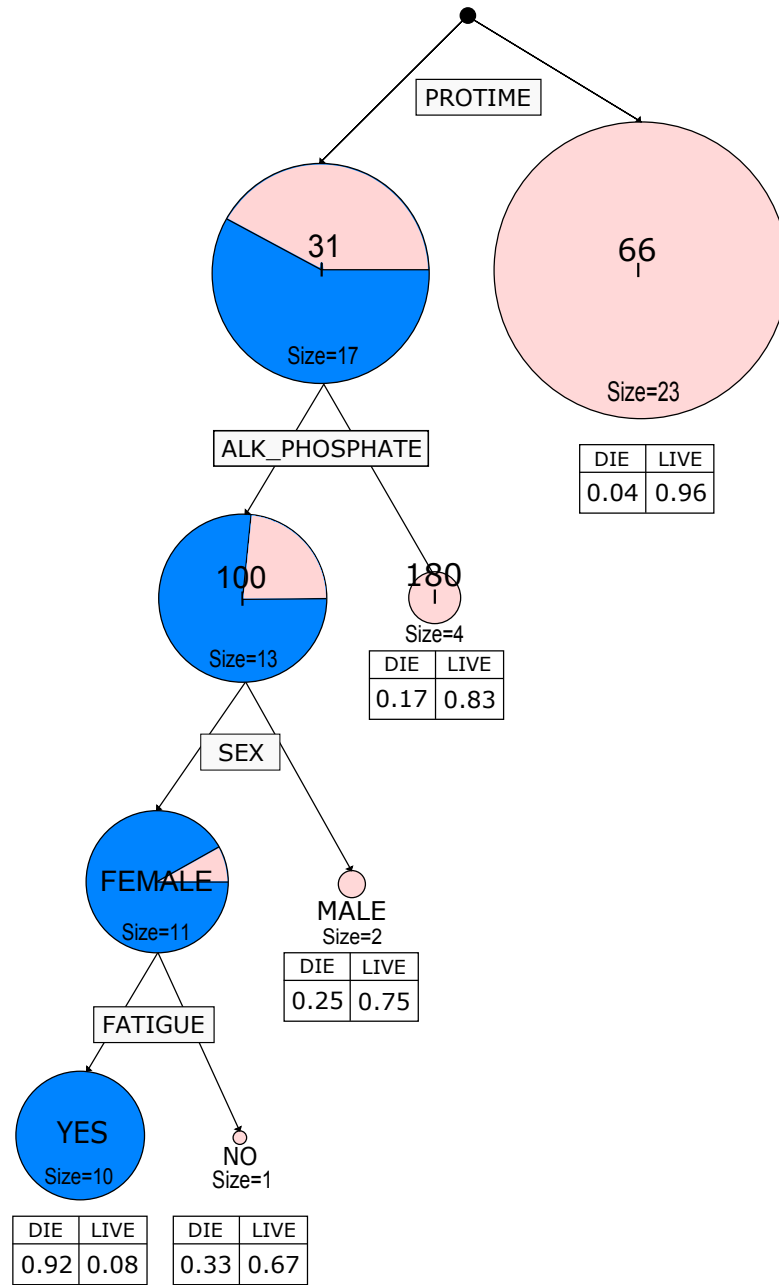 PROTIME
31
Size=17
66
Size=23
DIE LIVE
0.04 0.96
ALK_PHOSPHATE
100
Size=13
180
Size=4
DIE LIVE
0.17 0.83
SEX
FEMALE
Size=11
MALE
Size=2
DIE LIVE
0.25 0.75
FATIGUE
YES
Size=10
NO
Size=1
DIE LIVE
0.92 0.08
DIE LIVE
0.33 0.67